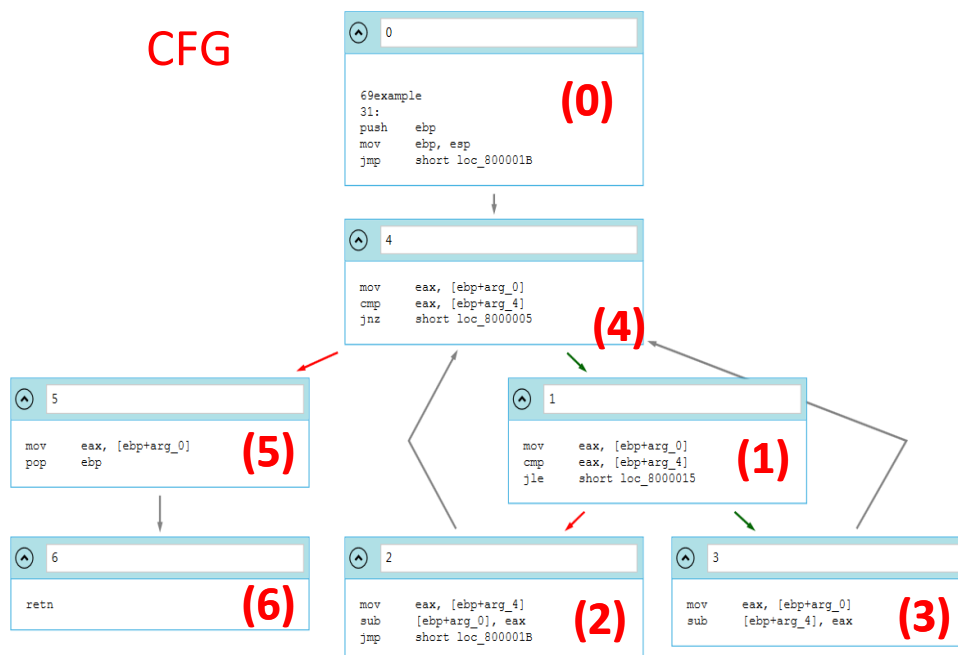 CFG
0
69example
31:
push ebp
mov ebp, esp
jmp short loc_800001B
(0)
4
mov eax, [ebp+arg_0]
cmp eax, [ebp+arg_4]
jnz short loc_8000005
(4)
5
mov eax, [ebp+arg_0]
pop ebp
(5)
1
mov eax, [ebp+arg_0]
cmp eax, [ebp+arg_4]
jle short loc_8000015
(1)
6
retn
(6)
2
mov eax, [ebp+arg_4]
sub [ebp+arg_0], eax
jmp short loc_800001B
(2)
3
mov eax, [ebp+arg_0]
sub [ebp+arg_4], eax
(3)